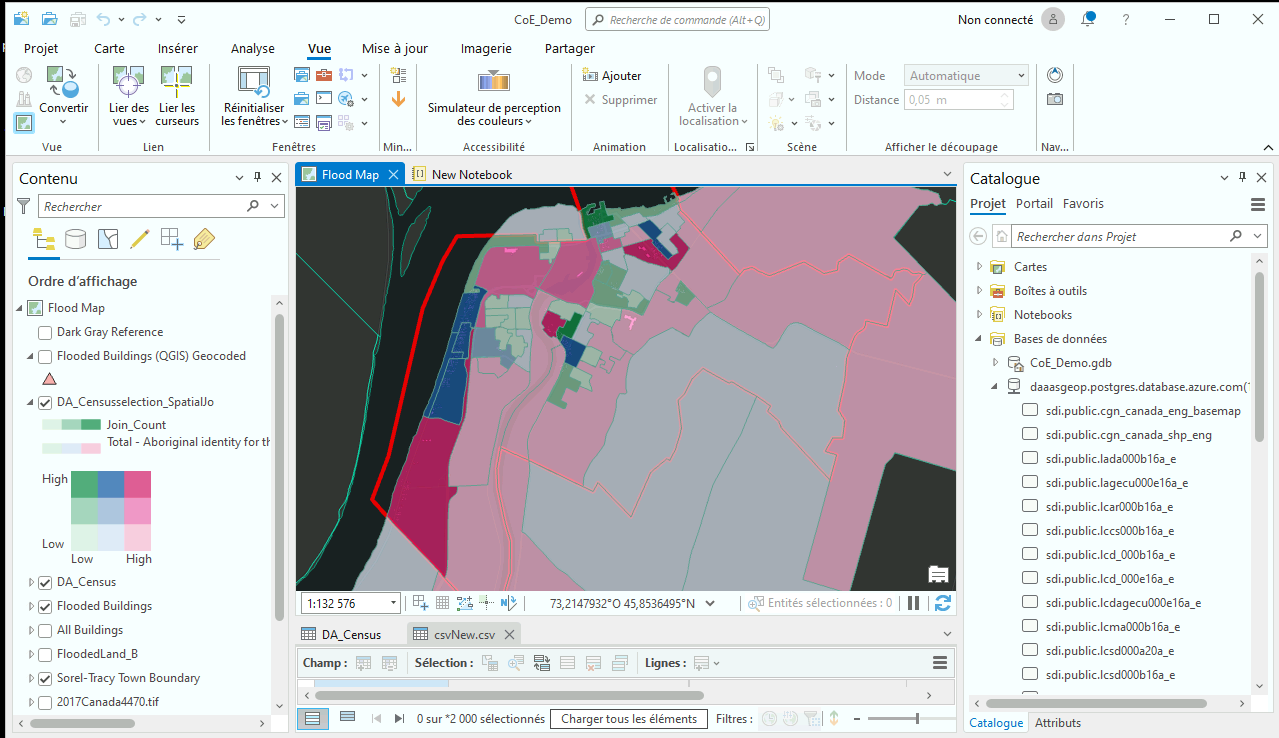 CoE_Demo
Recherche de commande (Alt+Q)
Non connecté
?
Projet
Carte
Insérer
Analyse
Vue
Mise à jour
Imagerie
Partager
Convertir
Vue
Lier des vues
Lier les curseurs
Lien
Réinitialiser les fenêtres
Fenêtres
Min...
Simulateur de perception des couleurs
Accessibilité
Ajouter
Supprimer
Animation
Activer la localisation
Localisatio...
Scène
Mode
Automatique
Distance
0,05 m
Afficher le découpage
Nav...
Contenu
Rechercher
Ordre d’affichage
Flood Map
Dark Gray Reference
Flooded Buildings (QGIS) Geocoded
DA_Censusselection_SpatialJo
Join_Count
Total - Aboriginal identity for th
High
Low
Low
High
DA_Census
Flooded Buildings
All Buildings
FloodedLand_B
Sorel-Tracy Town Boundary
2017Canada4470.tif
Flood Map
New Notebook
1:132 576
73,2147932°O 45,8536495°N
Entités sélectionnées : 0
DA_Census
csvNew.csv
Champ :
Sélection :
Lignes :
0 sur *2 000 sélectionnés
Charger tous les éléments
Filtres :
Catalogue
Projet
Portail
Favoris
Rechercher dans Projet
Cartes
Boîtes à outils
Notebooks
Bases de données
CoE_Demo.gdb
daaasgeop.postgres.database.azure.com(
sdi.public.cgn_canada_eng_basemap
sdi.public.cgn_canada_shp_eng
sdi.public.lada000b16a_e
sdi.public.lagecu000e16a_e
sdi.public.lcar000b16a_e
sdi.public.lccs000b16a_e
sdi.public.lcd_000b16a_e
sdi.public.lcd_000e16a_e
sdi.public.lcdagecu000e16a_e
sdi.public.lcma000b16a_e
sdi.public.lcsd000a20a_e
sdi.public.lcsd000b16a_e
Catalogue
Attributs